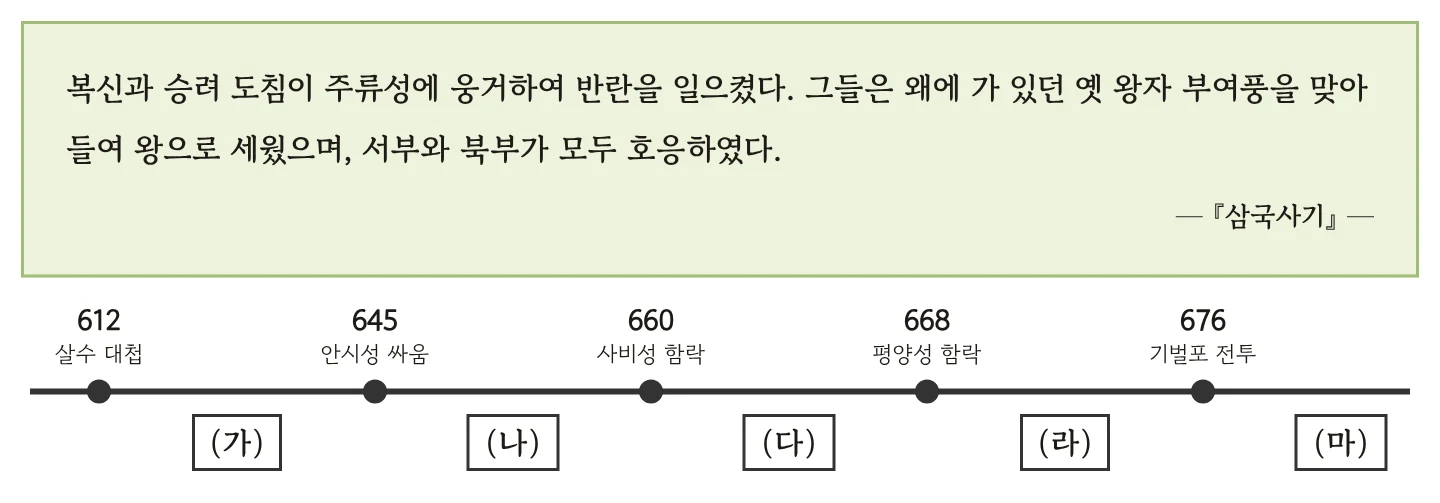 복신과 승려 도침이 주류성에 웅거하여 반란을 일으켰다. 그들은 왜에 가 있던 옛 왕자 부여풍을 맞아
들여 왕으로 세웠으며, 서부와 북부가 모두 호응하였다.
― 『삼국사기』 ―
612 645 660 668 676
살수 대첩 안시성 싸움 사비성 함락 평양성 함락 기벌포 전투
(가) (나) (다) (라) (마)